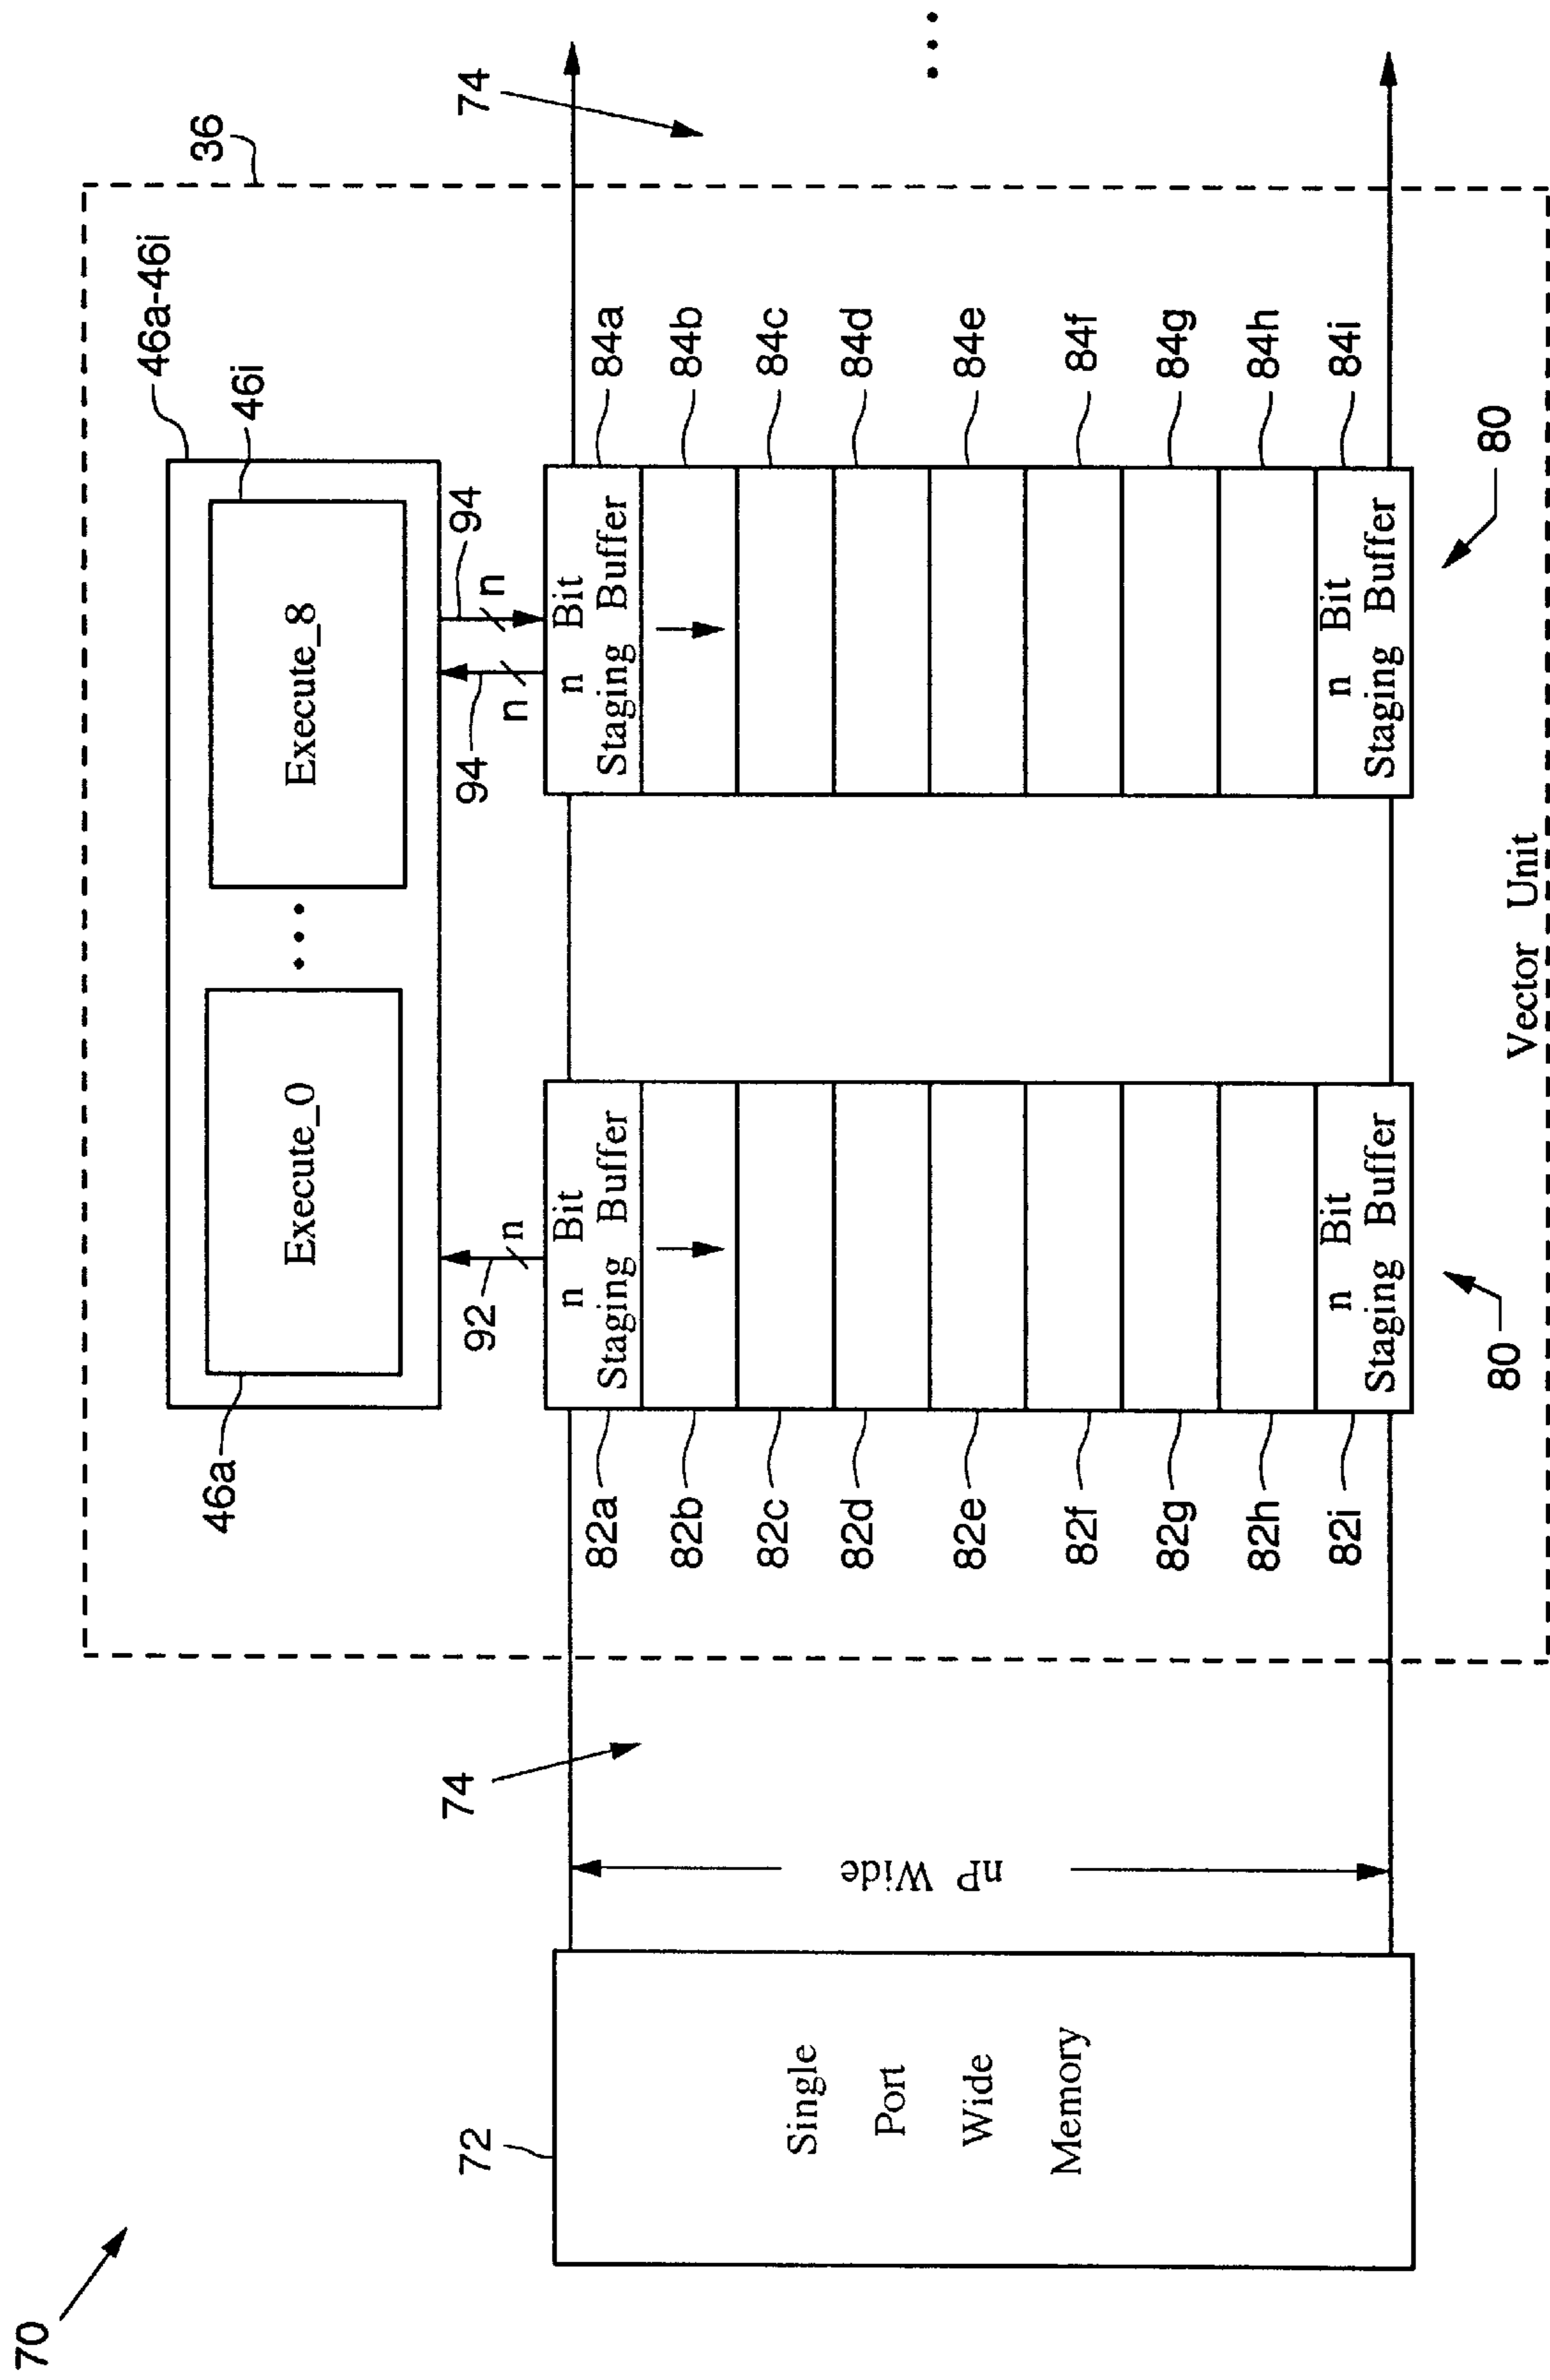 70
36
46a-46i
46a
46i
Execute_0
• • •
Execute_8
92
n
94
n
94
n
74
• • •
72
Single
Port
Wide
Memory
74
nP Wide
82a
n Bit
Staging Buffer
82b
82c
82d
82e
82f
82g
82h
82i
n Bit
Staging Buffer
80
n Bit
Staging Buffer
84a
84b
84c
84d
84e
84f
84g
84h
n Bit
Staging Buffer
84i
80
Vector Unit